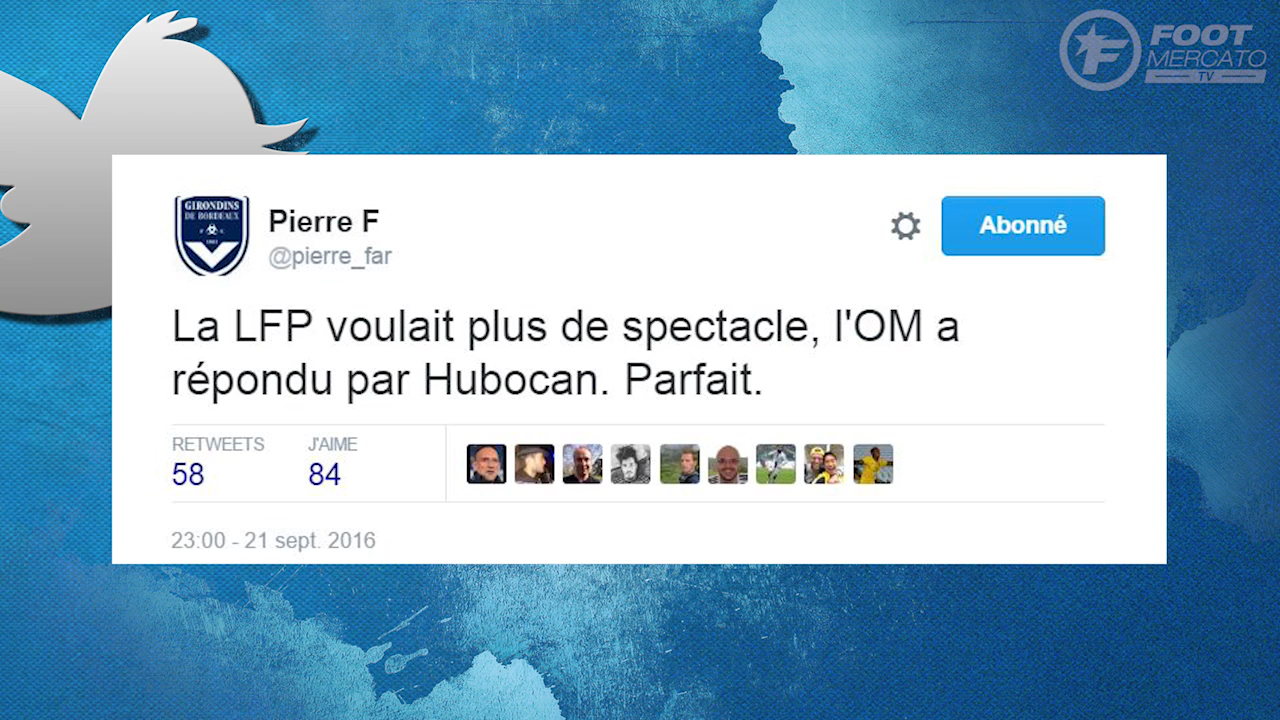 FOOT
MERCATO
TV
GIRONDINS
DE BORDEAUX
Pierre F
@pierre_far
Abonné
La LFP voulait plus de spectacle, l'OM a
répondu par Hubocan. Parfait.
RETWEETS J'AIME
58 84
23:00 - 21 sept. 2016